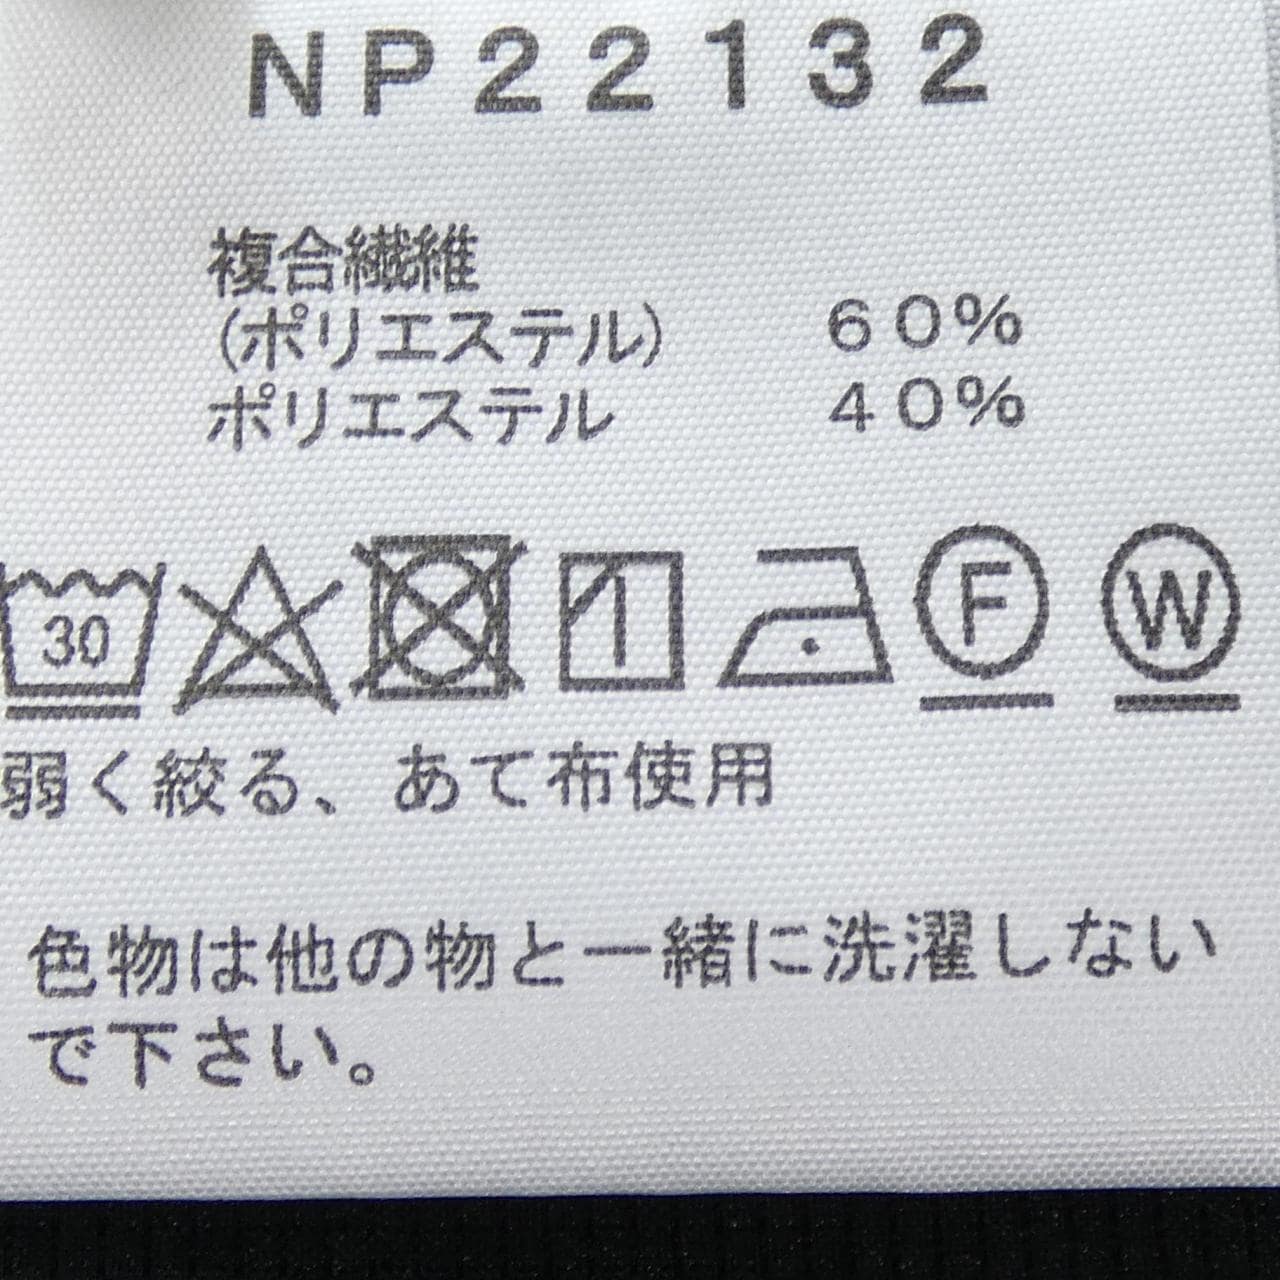 NP22132
複合繊維
(ポリエステル) 60%
ポリエステル 40%
30 F W
弱く絞る、あて布使用
色物は他の物と一緒に洗濯しない
で下さい。